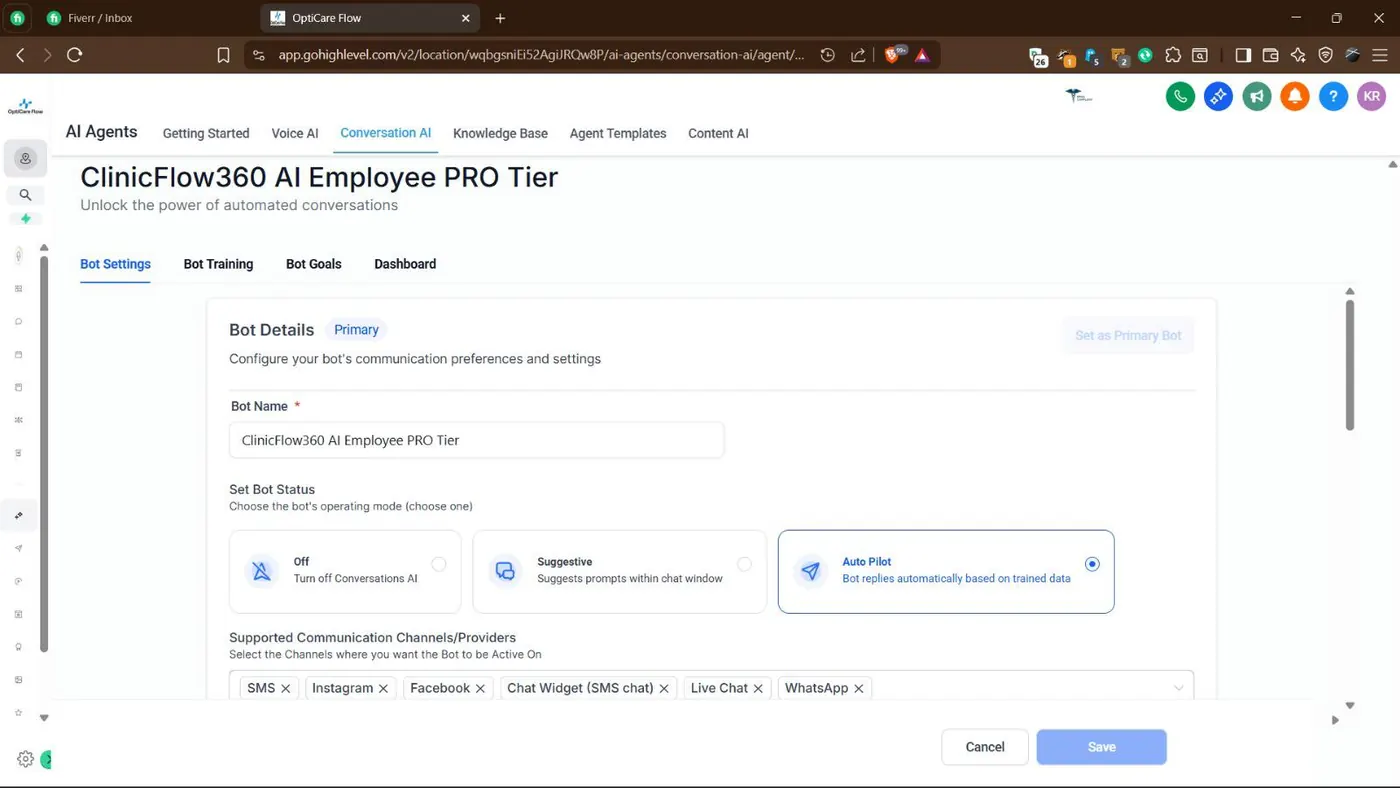 Fiverr / Inbox
OptiCare Flow
app.gohighlevel.com/v2/location/wqbgsniEi52AgiJRQw8P/ai-agents/conversation-ai/agent/...
99+
26
1
5
2
OptiCare Flow
KR
AI Agents
Getting Started
Voice AI
Conversation AI
Knowledge Base
Agent Templates
Content AI
ClinicFlow360 AI Employee PRO Tier
Unlock the power of automated conversations
Bot Settings
Bot Training
Bot Goals
Dashboard
Bot Details
Primary
Set as Primary Bot
Configure your bot's communication preferences and settings
Bot Name *
ClinicFlow360 AI Employee PRO Tier
Set Bot Status
Choose the bot's operating mode (choose one)
Off
Turn off Conversations AI
Suggestive
Suggests prompts within chat window
Auto Pilot
Bot replies automatically based on trained data
Supported Communication Channels/Providers
Select the Channels where you want the Bot to be Active On
SMS
Instagram
Facebook
Chat Widget (SMS chat)
Live Chat
WhatsApp
Cancel
Save